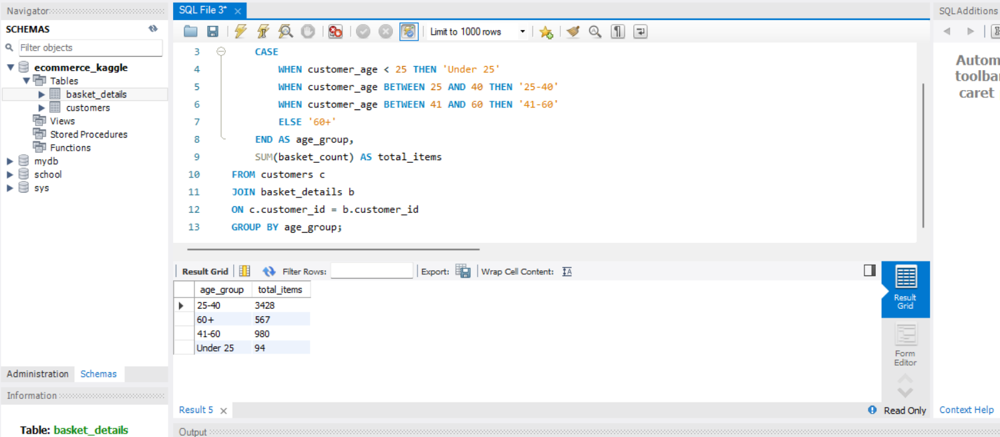 Navigator
SQL File 3*
SQLAdditions
SCHEMAS
Filter objects
ecommerce_kaggle
Tables
basket_details
customers
Views
Stored Procedures
Functions
mydb
school
sys
Administration
Schemas
Information
Table: basket_details
Limit to 1000 rows
3 CASE
4 WHEN customer_age < 25 THEN 'Under 25'
5 WHEN customer_age BETWEEN 25 AND 40 THEN '25-40'
6 WHEN customer_age BETWEEN 41 AND 60 THEN '41-60'
7 ELSE '60+'
8 END AS age_group,
9 SUM(basket_count) AS total_items
10 FROM customers c
11 JOIN basket_details b
12 ON c.customer_id = b.customer_id
13 GROUP BY age_group;
Result Grid
Filter Rows:
Export:
Wrap Cell Content:
age_group total_items
25-40 3428
60+ 567
41-60 980
Under 25 94
Result
Grid
Form
Editor
Result 5
Read Only
Output
Autom
toolba
caret
Context Help